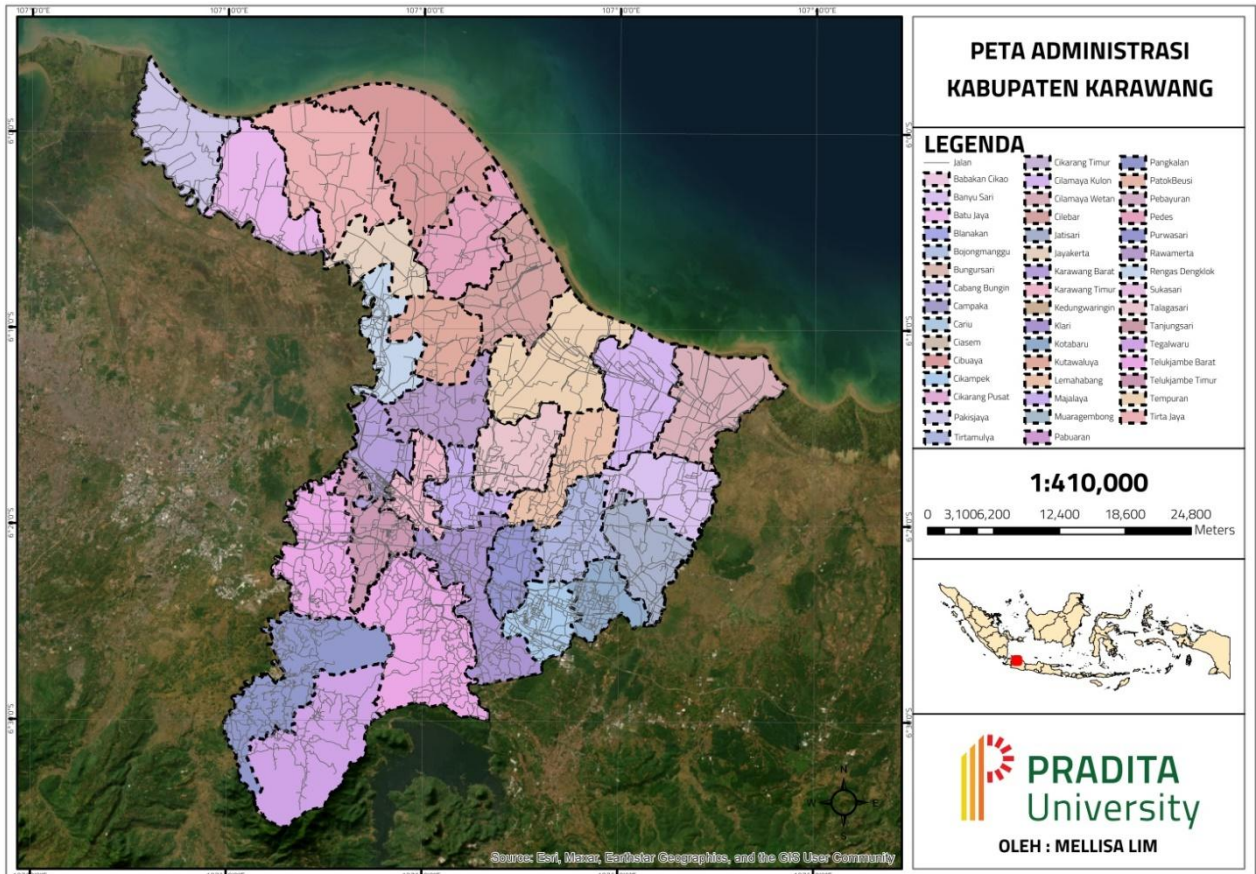 PETA ADMINISTRASI
KABUPATEN KARAWANG
LEGENDA
Jalan
Babakan Cikao
Banyu Sari
Batu Jaya
Blanakan
Bojongmanggu
Bungursari
Cabang Bungin
Campaka
Cariu
Ciasem
Cibuaya
Cikampek
Cikarang Pusat
Pakisjaya
Tirtamulya
Cikarang Timur
Cilamaya Kulon
Cilamaya Wetan
Cilebar
Jatisari
Jayakerta
Karawang Barat
Karawang Timur
Kedungwaringin
Klari
Kotabaru
Kutawaluya
Lemahabang
Majalaya
Muaragembong
Pabuaran
Pangkalan
PatokBeusi
Pebayuran
Pedes
Purwasari
Rawamerta
Rengas Dengklok
Sukasari
Talagasari
Tanjungsari
Tegalwaru
Telukjambe Barat
Telukjambe Timur
Tempuran
Tirta Jaya
1:410,000
0 3,100 6,200 12,400 18,600 24,800
Meters
PRADITA
University
OLEH : MELLISA LIM
N
W E
S
Source: Esri, Maxar, Earthstar Geographics, and the GIS User Community